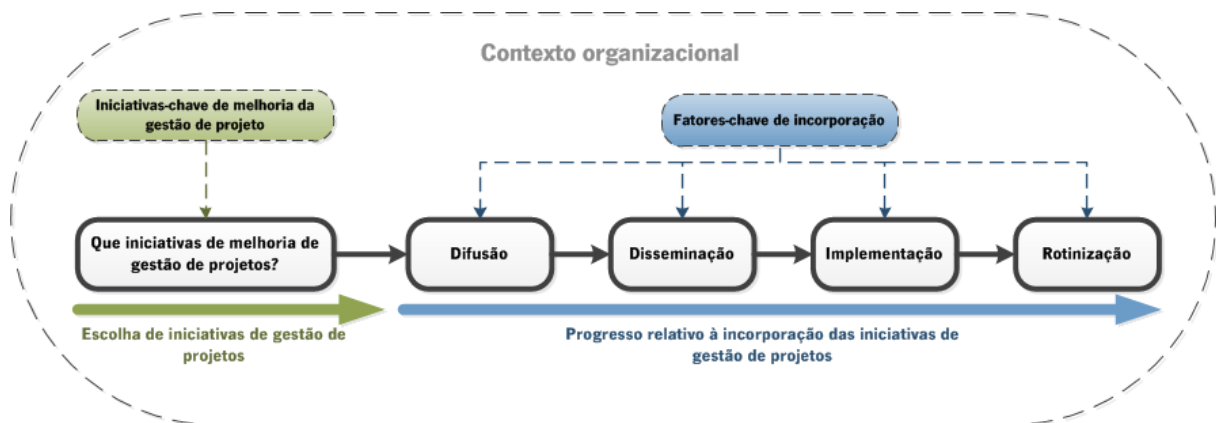 Contexto organizacional
Iniciativas-chave de melhoria da
gestão de projeto
Fatores-chave de incorporação
Que iniciativas de melhoria de
gestão de projetos?
Difusão
Disseminação
Implementação
Rotinização
Escolha de iniciativas de gestão de
projetos
Progresso relativo à incorporação das iniciativas de
gestão de projetos